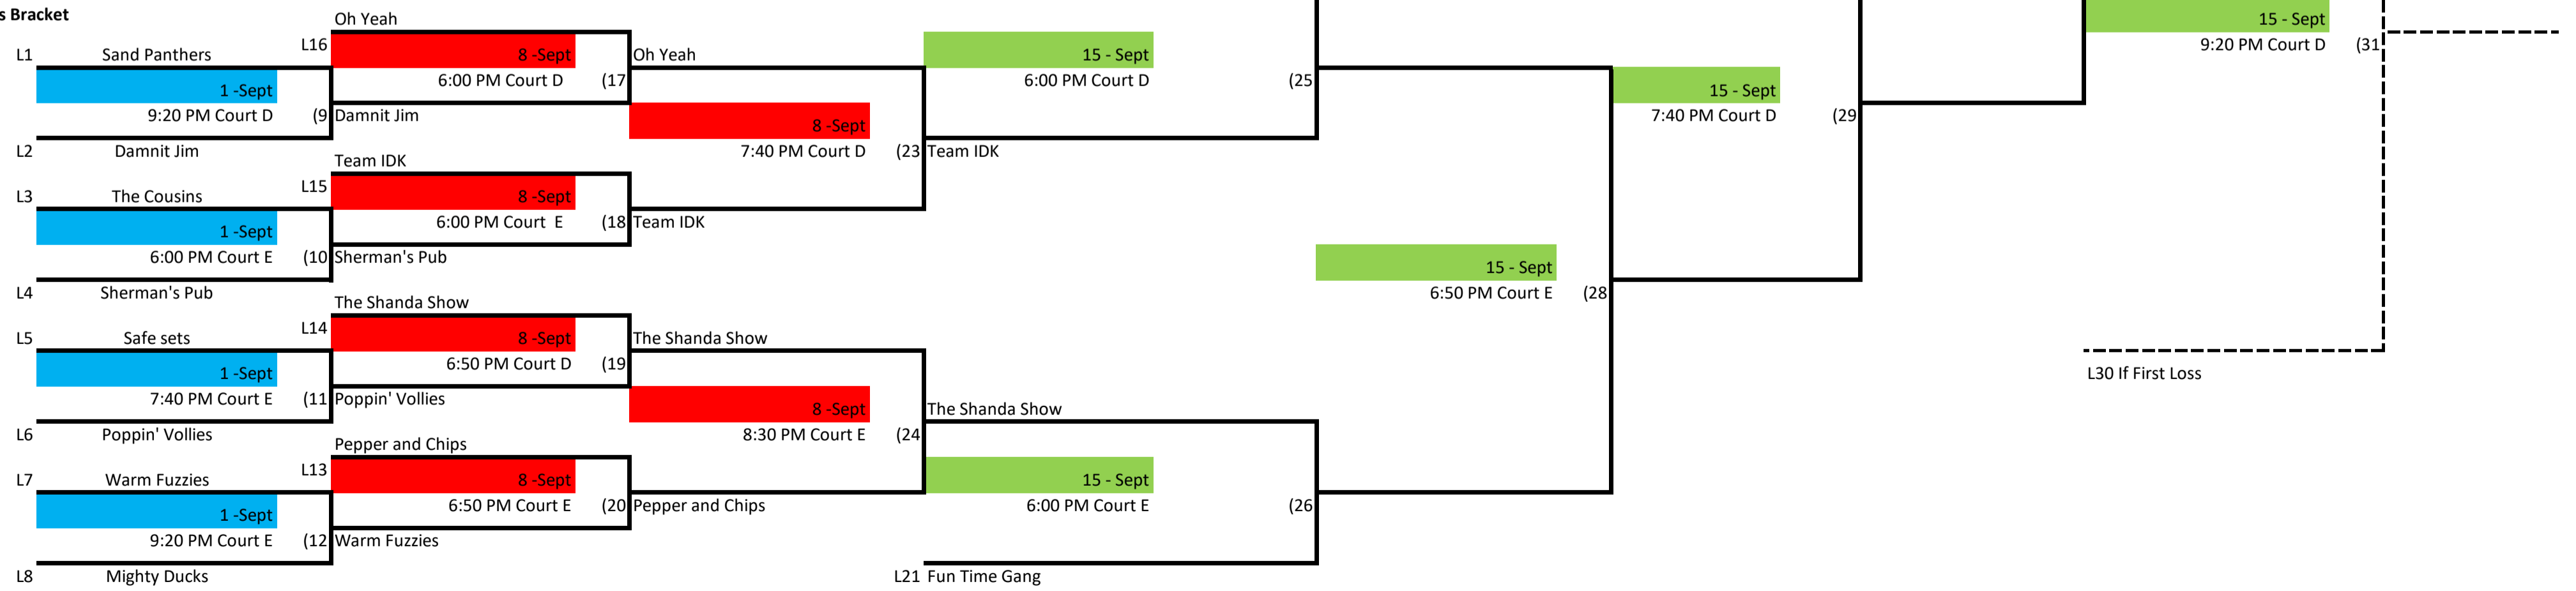 s Bracket
Oh Yeah
L16
8 -Sept
6:00 PM Court D
(17
L1
Sand Panthers
1 -Sept
9:20 PM Court D
(9
Damnit Jim
L2
Damnit Jim
Team IDK
L15
8 -Sept
6:00 PM Court  E
(18
L3
The Cousins
1 -Sept
6:00 PM Court E
(10
Sherman's Pub
L4
Sherman's Pub
The Shanda Show
L14
8 -Sept
6:50 PM Court D
(19
L5
Safe sets
1 -Sept
7:40 PM Court E
(11
Poppin' Vollies
L6
Poppin' Vollies
Pepper and Chips
L13
8 -Sept
6:50 PM Court E
(20
L7
Warm Fuzzies
1 -Sept
9:20 PM Court E
(12
Warm Fuzzies
L8
Mighty Ducks
Oh Yeah
8 -Sept
7:40 PM Court D
(23
Team IDK
The Shanda Show
8 -Sept
8:30 PM Court E
(24
Pepper and Chips
15 - Sept
6:00 PM Court D
(25
Team IDK
The Shanda Show
15 - Sept
6:00 PM Court E
(26
L21
Fun Time Gang
15 - Sept
6:50 PM Court E
(28
15 - Sept
7:40 PM Court D
(29
15 - Sept
9:20 PM Court D
(31
L30 If First Loss